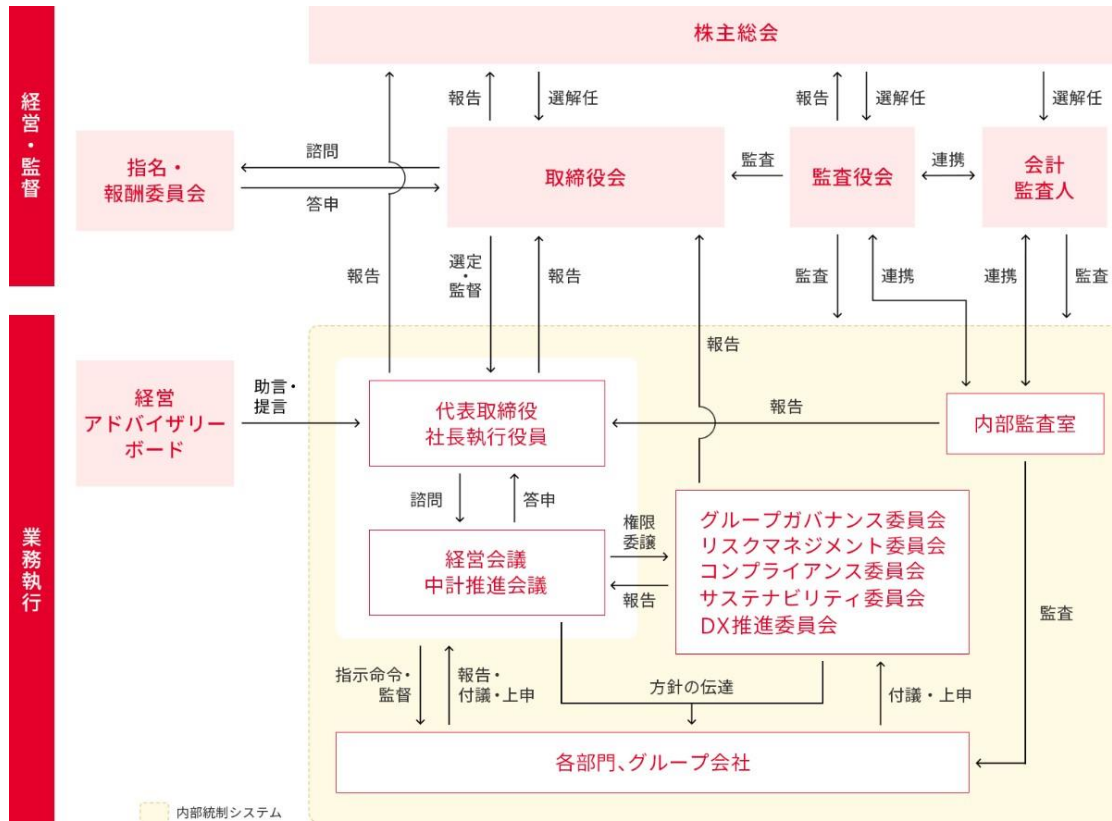 株主総会
経営・監督
報告
選解任
報告
選解任
選解任
指名・
報酬委員会
諮問
答申
取締役会
監査
監査役会
連携
会計
監査人
報告
選定
・
監督
報告
監査
連携
連携
監査
報告
業務執行
経営
アドバイザリー
ボード
助言・
提言
代表取締役
社長執行役員
報告
内部監査室
諮問
答申
経営会議
中計推進会議
権限
委譲
報告
グループガバナンス委員会
リスクマネジメント委員会
コンプライアンス委員会
サステナビリティ委員会
DX推進委員会
監査
指示命令・
監督
報告・
付議・上申
方針の伝達
付議・上申
各部門、グループ会社
内部統制システム